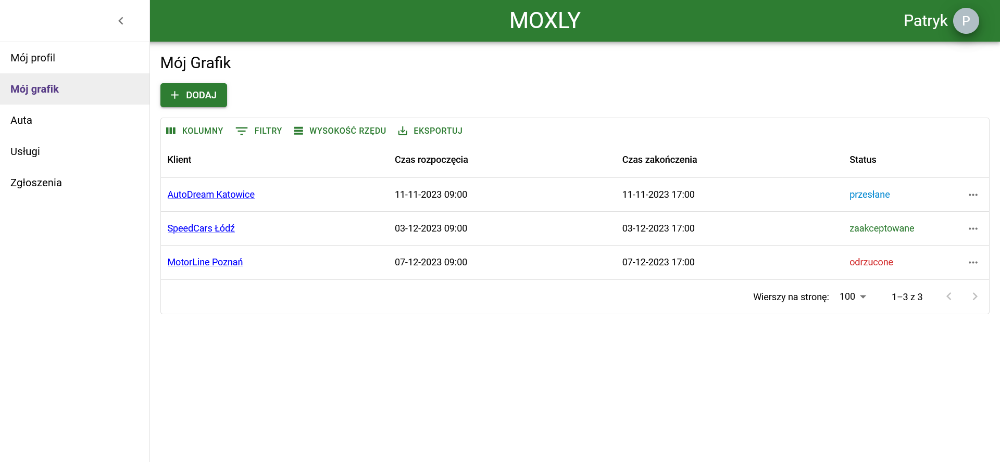 MOXLY
Patryk P
Mój profil
Mój grafik
Auta
Usługi
Zgłoszenia
Mój Grafik
DODAJ
KOLUMNY FILTRY WYSOKOŚĆ RZĘDU EKSPORTUJ
Klient Czas rozpoczęcia Czas zakończenia Status
AutoDream Katowice 11-11-2023 09:00 11-11-2023 17:00 przesłane
SpeedCars Łódź 03-12-2023 09:00 03-12-2023 17:00 zaakceptowane
MotorLine Poznań 07-12-2023 09:00 07-12-2023 17:00 odrzucone
Wierszy na stronę: 100 1–3 z 3